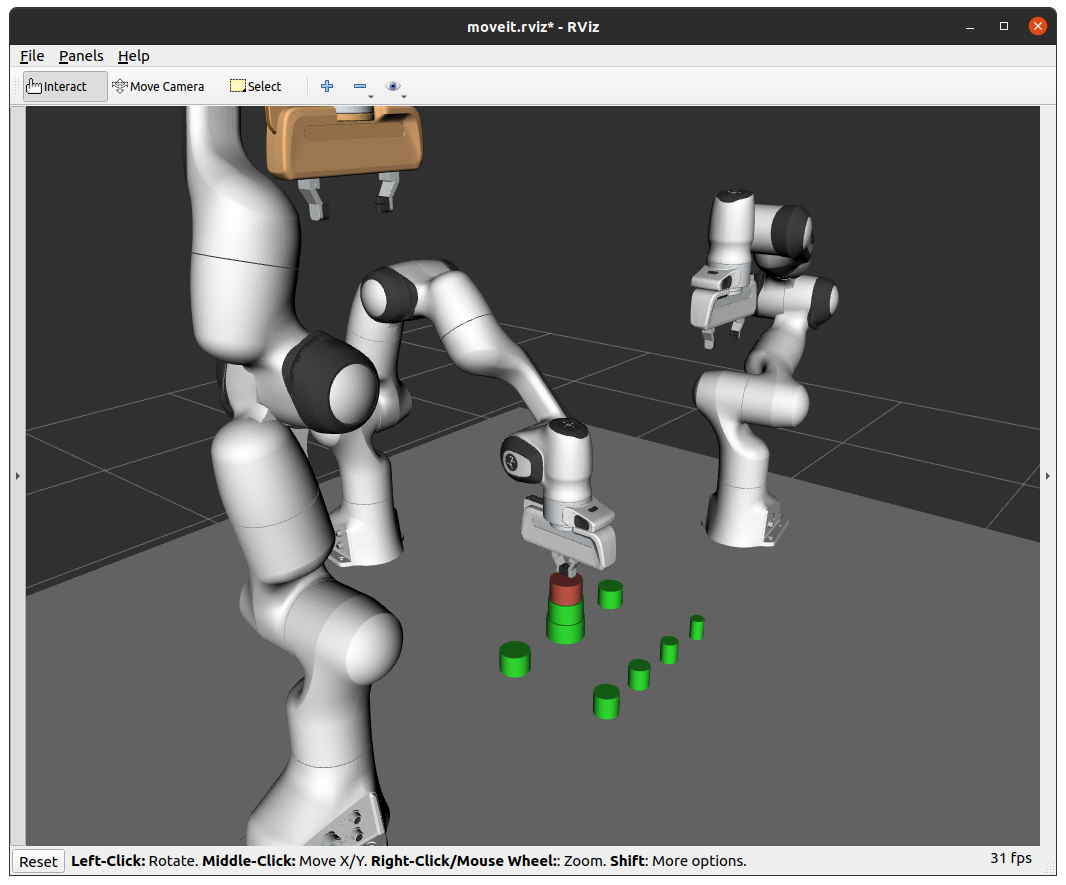 moveit.rviz* - RViz
File Panels Help
Interact Move Camera Select
Reset Left-Click: Rotate. Middle-Click: Move X/Y. Right-Click/Mouse Wheel:: Zoom. Shift: More options. 31 fps